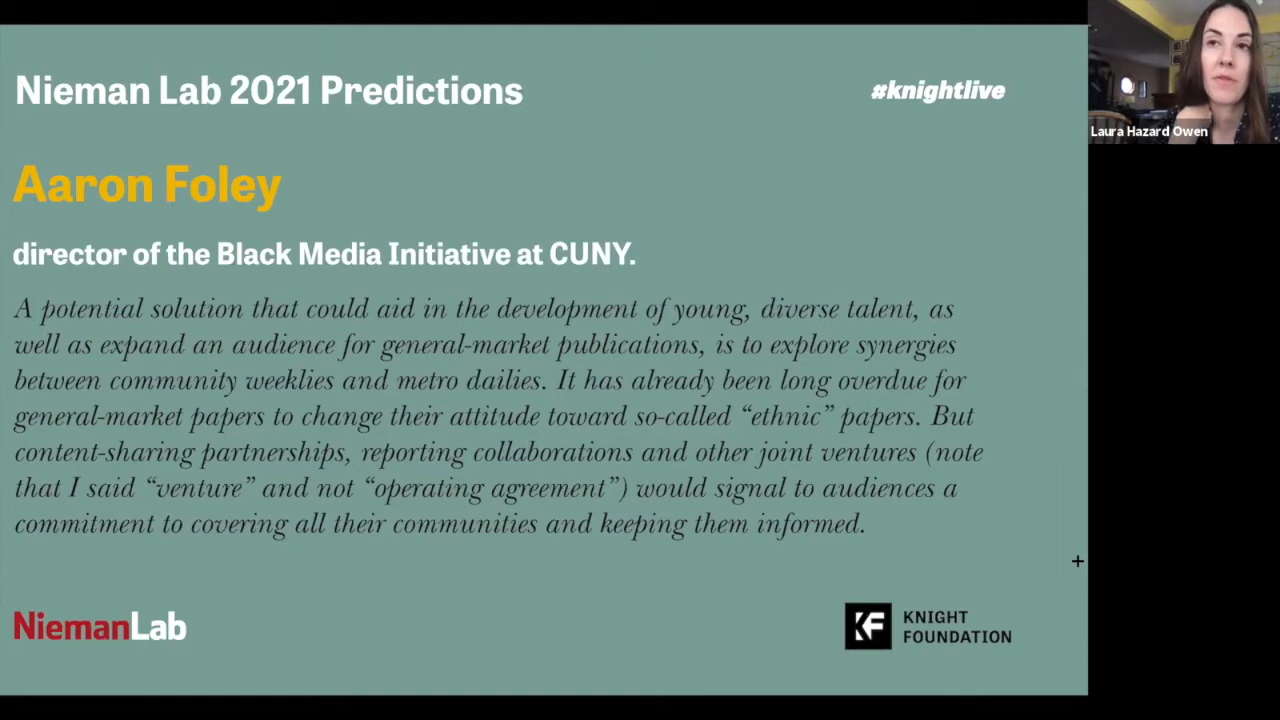 Nieman Lab 2021 Predictions
#knightlive
Laura Hazard Owen
Aaron Foley
director of the Black Media Initiative at CUNY.
A potential solution that could aid in the development of young, diverse talent, as
well as expand an audience for general-market publications, is to explore synergies
between community weeklies and metro dailies. It has already been long overdue for
general-market papers to change their attitude toward so-called “ethnic” papers. But
content-sharing partnerships, reporting collaborations and other joint ventures (note
that I said “venture” and not “operating agreement”) would signal to audiences a
commitment to covering all their communities and keeping them informed.
NiemanLab
KF KNIGHT
FOUNDATION